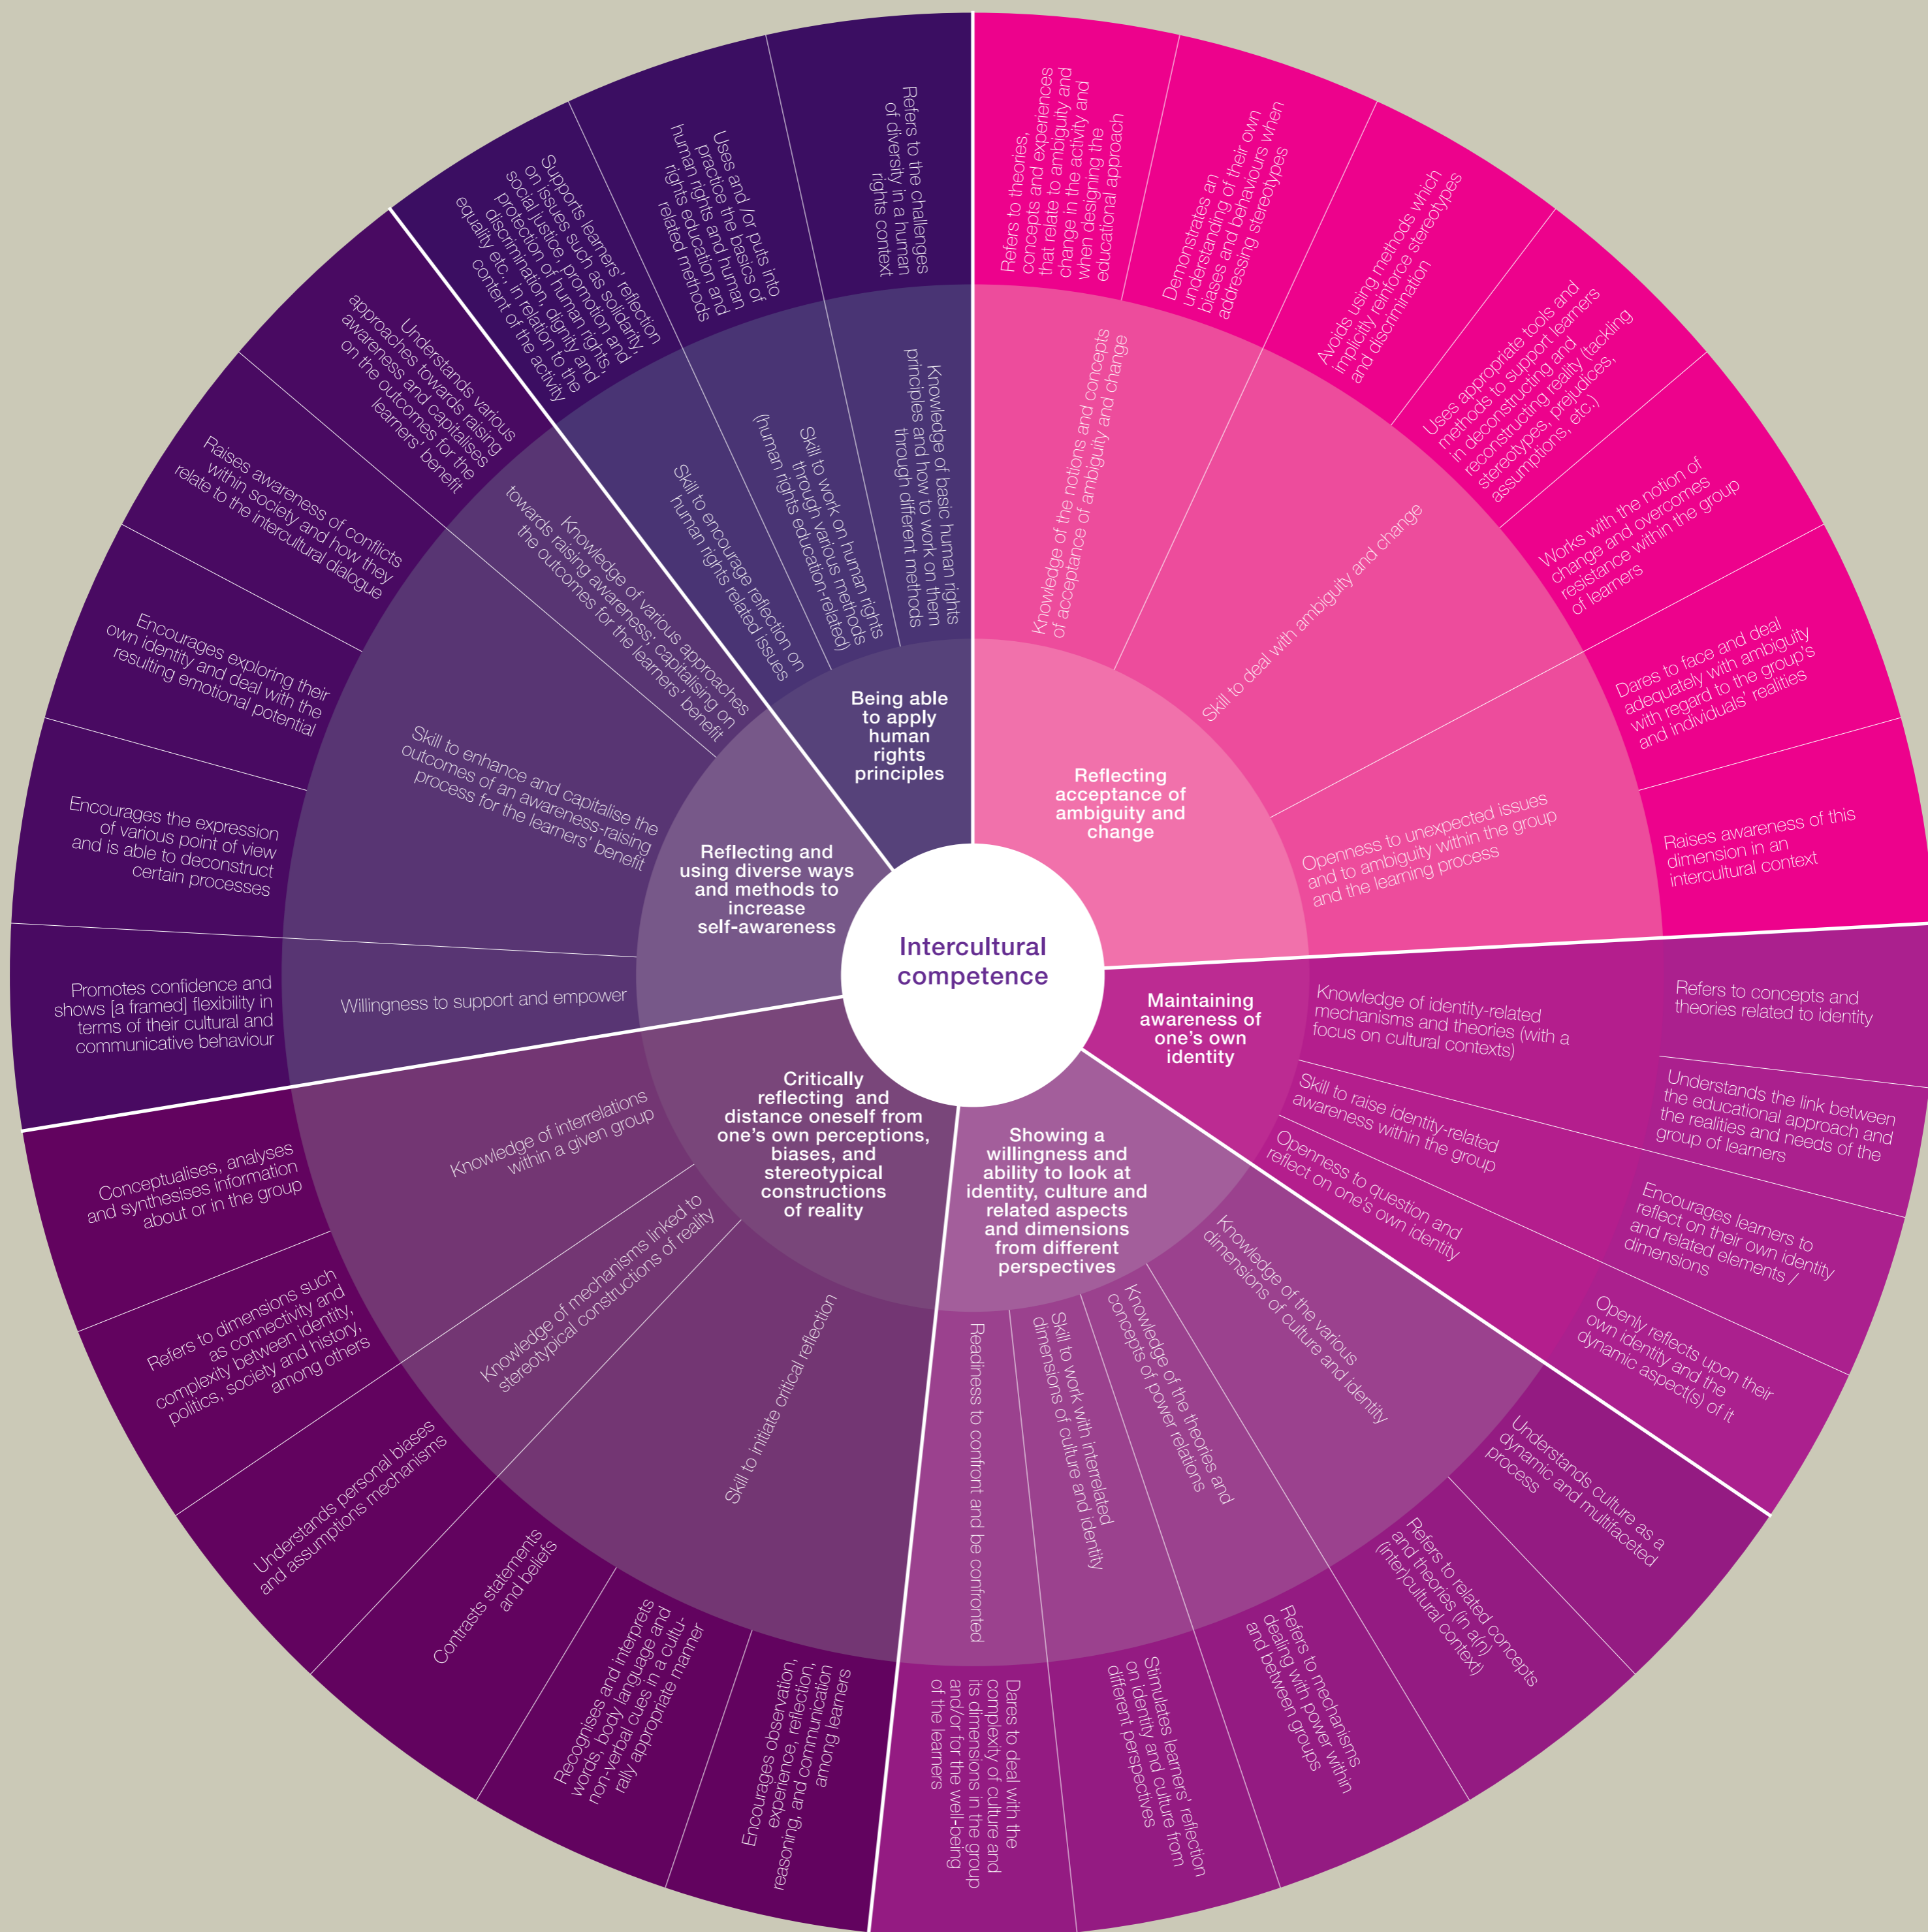 Intercultural
competence
Reflecting
acceptance of
ambiguity and
change
Knowledge of the notions and concepts
of acceptance of ambiguity and change
Refers to theories,
concepts and experiences
that relate to ambiguity and
change in the activity and
when designing the
educational approach
Demonstrates an
understanding of their own
biases and behaviours when
addressing stereotypes
Skill to deal with ambiguity and change
Avoids using methods which
implicitly reinforce stereotypes
and discrimination
Uses appropriate tools and
methods to support learners
in deconstructing and
reconstructing reality (tackling
stereotypes, prejudices,
assumptions, etc.)
Works with the notion of
change and overcomes
resistance within the group
of learners
Openness to unexpected issues
and to ambiguity within the group
and the learning process
Dares to face and deal
adequately with ambiguity
with regard to the group's
and individuals' realities
Raises awareness of this
dimension in an
intercultural context
Maintaining
awareness of
one's own
identity
Knowledge of identity-related
mechanisms and theories (with a
focus on cultural contexts)
Refers to concepts and
theories related to identity
Understands the link between
the educational approach and
the realities and needs of the
group of learners
Skill to raise identity-related
awareness within the group
Encourages learners to
reflect on their own identity
and related elements /
dimensions
Openness to question and
reflect on one's own identity
Openly reflects upon their
own identity and the
dynamic aspect(s) of it
Showing a
willingness and
ability to look at
identity, culture and
related aspects
and dimensions
from different
perspectives
Knowledge of the various
dimensions of culture and identity
Understands culture as a
dynamic and multifaceted
process
Refers to related concepts
and theories (in a(n)
(inter)cultural context)
Knowledge of the theories and
concepts of power relations
Refers to mechanisms
dealing with power within
and between groups
Skill to work with interrelated
dimensions of culture and identity
Stimulates learners' reflection
on identity and culture from
different perspectives
Readiness to confront and be confronted
Dares to deal with the
complexity of culture and
its dimensions in the group
and/or for the well-being
of the learners
Critically
reflecting and
distance oneself from
one's own perceptions,
biases, and
stereotypical
constructions
of reality
Skill to initiate critical reflection
Encourages observation,
experience, reflection,
reasoning, and communication
among learners
Recognises and interprets
words, body language and
non-verbal cues in a cultu-
rally appropriate manner
Contrasts statements
and beliefs
Knowledge of mechanisms linked to
stereotypical constructions of reality
Understands personal biases
and assumptions mechanisms
Knowledge of interrelations
within a given group
Refers to dimensions such
as connectivity and
complexity between identity,
politics, society and history,
among others
Conceptualises, analyses
and synthesises information
about or in the group
Reflecting and
using diverse ways
and methods to
increase
self-awareness
Willingness to support and empower
Promotes confidence and
shows [a framed] flexibility in
terms of their cultural and
communicative behaviour
Skill to enhance and capitalise the
outcomes of an awareness-raising
process for the learners' benefit
Encourages the expression
of various point of view
and is able to deconstruct
certain processes
Encourages exploring their
own identity and deal with the
resulting emotional potential
Raises awareness of conflicts
within society and how they
relate to the intercultural dialogue
Knowledge of various approaches
towards raising awareness; capitalising on
the outcomes for the learners' benefit
Understands various
approaches towards raising
awareness and capitalises
on the outcomes for the
learners' benefit
Being able
to apply
human
rights
principles
Skill to encourage reflection on
human rights related issues
Supports learners' reflection
on issues such as solidarity,
social justice, promotion and
protection of human rights,
discrimination, dignity and
equality etc, in relation to the
content of the activity
Skill to work on human rights
through various methods
(human rights education-related)
Uses and /or puts into
practice the basics of
human rights and human
rights education and
related methods
Knowledge of basic human rights
principles and how to work on them
through different methods
Refers to the challenges
of diversity in a human
rights context